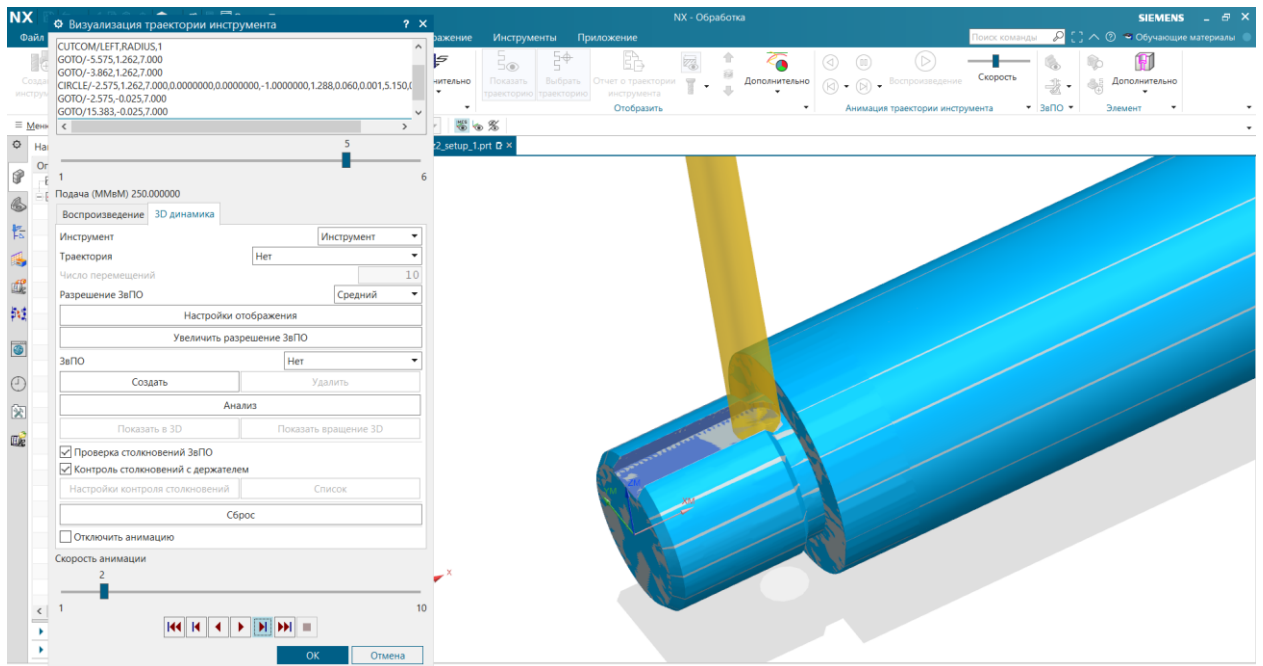 NX
NX - Обработка
SIEMENS
Визуализация траектории инструмента
? ×
Файл
Инструменты
Приложение
Поиск команды
Обучающие материалы
CUTCOM/LEFT,RADIUS,1
GOTO/-5.575,1.262,7.000
GOTO/-3.862,1.262,7.000
CIRCLE/-2.575,1.262,7.000,0.0000000,0.0000000,-1.0000000,1.288,0.060,0.001,5.150,0
GOTO/-2.575,-0.025,7.000
GOTO/15.383,-0.025,7.000
Показать траекторию
Выбрать траекторию
Отчет о траектории инструмента
Дополнительно
Отобразить
Воспроизведение
Скорость
Анимация траектории инструмента
ЗвПО
Дополнительно
Элемент
z2_setup_1.prt
5
1
6
Подача (ММвМ) 250.000000
Воспроизведение
3D динамика
Инструмент
Инструмент
Траектория
Нет
Число перемещений
10
Разрешение ЗвПО
Средний
Настройки отображения
Увеличить разрешение ЗвПО
ЗвПО
Нет
Создать
Удалить
Анализ
Показать в 3D
Показать вращение 3D
Проверка столкновений ЗвПО
Контроль столкновений с держателем
Настройки контроля столкновений
Список
Сброс
Отключить анимацию
Скорость анимации
2
1
10
OK
Отмена
ZM
YM
XM
X